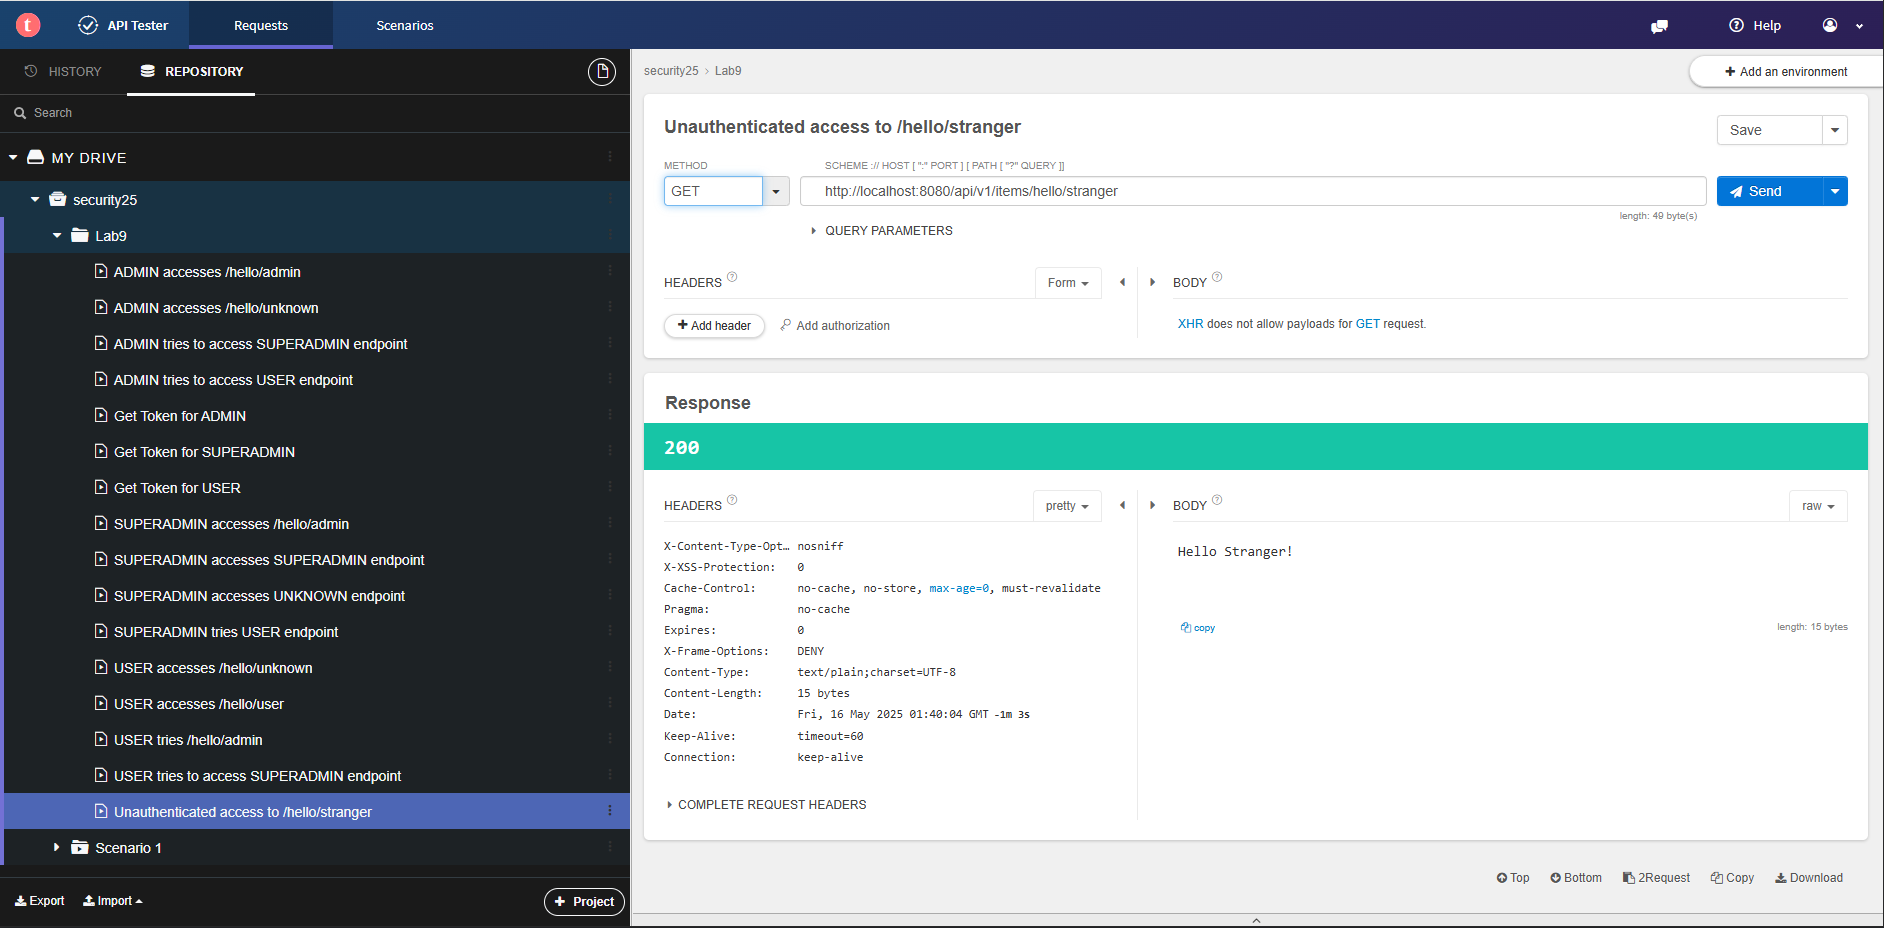 t API Tester Requests Scenarios Help
HISTORY REPOSITORY
Search
MY DRIVE
security25
Lab9
ADMIN accesses /hello/admin
ADMIN accesses /hello/unknown
ADMIN tries to access SUPERADMIN endpoint
ADMIN tries to access USER endpoint
Get Token for ADMIN
Get Token for SUPERADMIN
Get Token for USER
SUPERADMIN accesses /hello/admin
SUPERADMIN accesses SUPERADMIN endpoint
SUPERADMIN accesses UNKNOWN endpoint
SUPERADMIN tries USER endpoint
USER accesses /hello/unknown
USER accesses /hello/user
USER tries /hello/admin
USER tries to access SUPERADMIN endpoint
Unauthenticated access to /hello/stranger
Scenario 1
Export Import + Project
security25 › Lab9
+ Add an environment
Unauthenticated access to /hello/stranger
Save
METHOD SCHEME :// HOST [ ":" PORT ] [ PATH [ "?" QUERY ]]
GET http://localhost:8080/api/v1/items/hello/stranger Send
length: 49 byte(s)
QUERY PARAMETERS
HEADERS ? Form BODY ?
+ Add header Add authorization XHR does not allow payloads for GET request.
Response
200
HEADERS ? pretty BODY ? raw
X-Content-Type-Opt… nosniff
Hello Stranger!
X-XSS-Protection: 0
Cache-Control: no-cache, no-store, max-age=0, must-revalidate
Pragma: no-cache
Expires: 0
copy length: 15 bytes
X-Frame-Options: DENY
Content-Type: text/plain;charset=UTF-8
Content-Length: 15 bytes
Date: Fri, 16 May 2025 01:40:04 GMT -1m 3s
Keep-Alive: timeout=60
Connection: keep-alive
COMPLETE REQUEST HEADERS
Top Bottom 2Request Copy Download